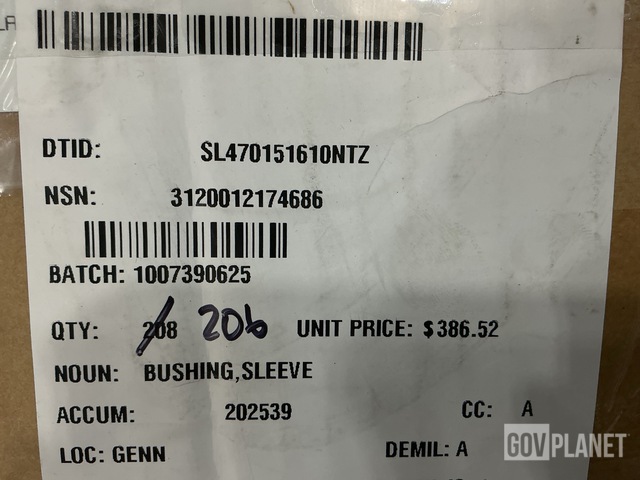 LA
DTID: SL470151610NTZ
NSN: 3120012174686
BATCH: 1007390625
QTY: 208 206 UNIT PRICE: $386.52
NOUN: BUSHING,SLEEVE
ACCUM: 202539 CC: A
LOC: GENN DEMIL: A
GOVPLANET